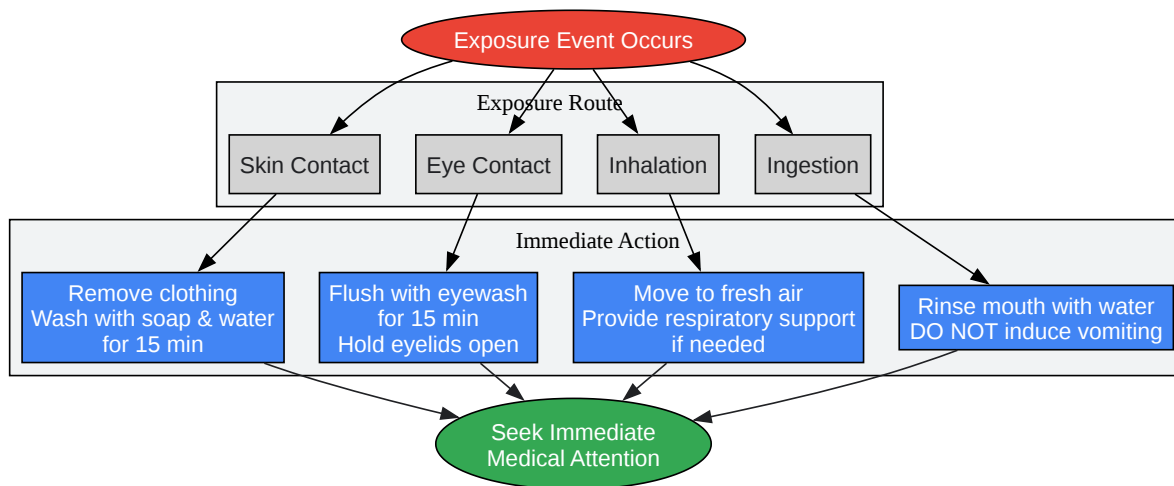 Exposure Event Occurs
Exposure Route
Skin Contact
Eye Contact
Inhalation
Ingestion
Immediate Action
Remove clothing
Wash with soap & water
for 15 min
Flush with eyewash
for 15 min
Hold eyelids open
Move to fresh air
Provide respiratory support
if needed
Rinse mouth with water
DO NOT induce vomiting
Seek Immediate
Medical Attention